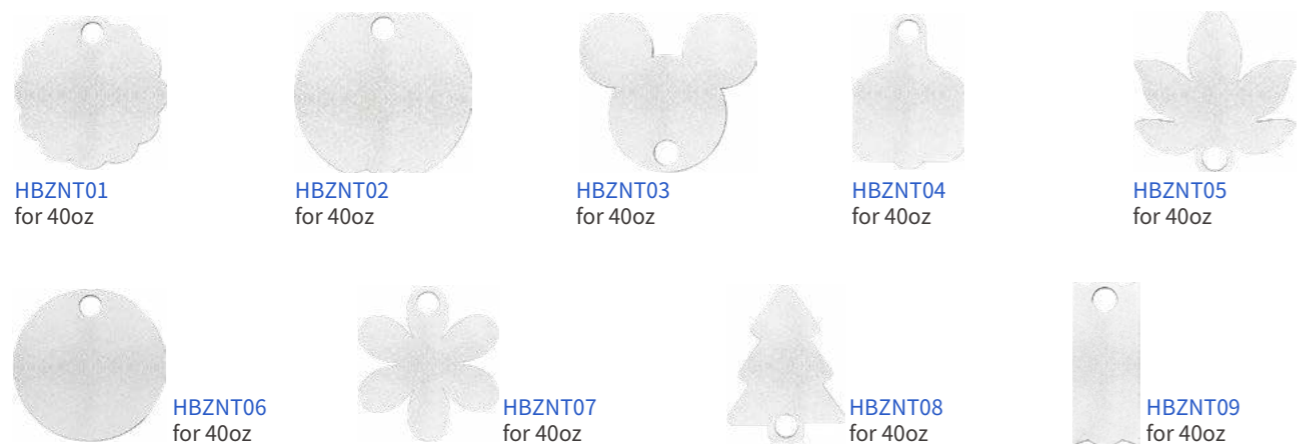 HBZNT01
for 40oz
HBZNT02
for 40oz
HBZNT03
for 40oz
HBZNT04
for 40oz
HBZNT05
for 40oz
HBZNT06
for 40oz
HBZNT07
for 40oz
HBZNT08
for 40oz
HBZNT09
for 40oz